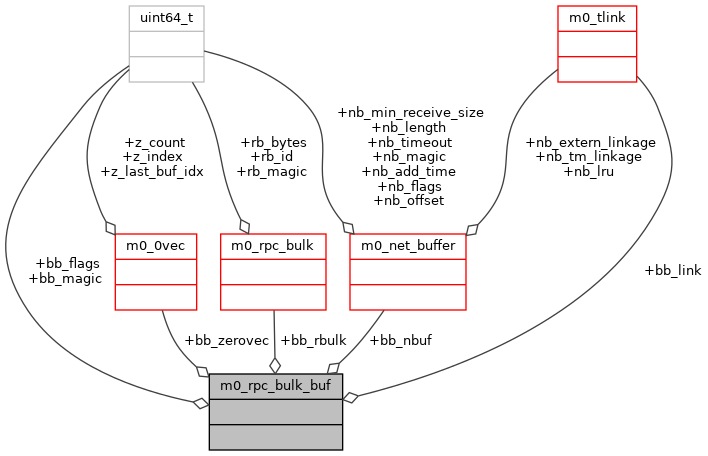 uint64_t
m0_tlink
+nb_min_receive_size
+nb_length
+nb_timeout
+nb_magic
+nb_add_time
+nb_flags
+nb_offset
+z_count
+z_index
+z_last_buf_idx
+rb_bytes
+rb_id
+rb_magic
+nb_extern_linkage
+nb_tm_linkage
+nb_lru
m0_0vec
m0_rpc_bulk
m0_net_buffer
+bb_flags
+bb_magic
+bb_link
+bb_zerovec
+bb_rbulk
+bb_nbuf
m0_rpc_bulk_buf